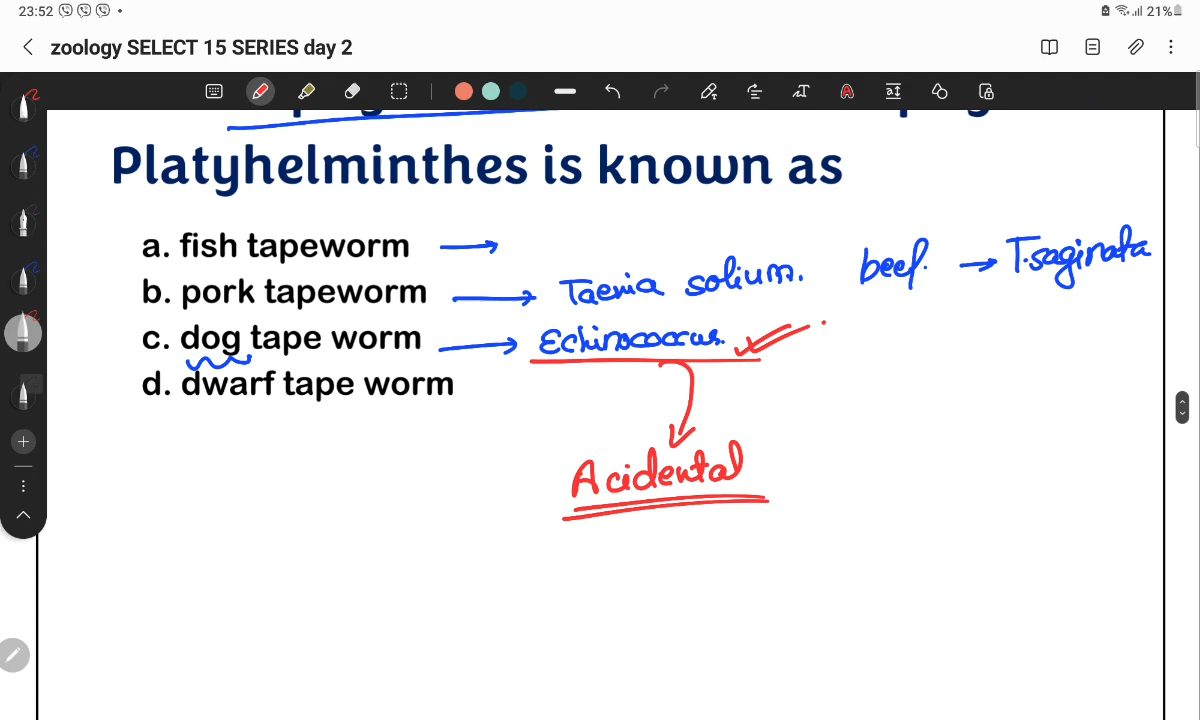 23:52 21%
zoology SELECT 15 SERIES day 2
Platyhelminthes is known as
a. fish tapeworm
b. pork tapeworm Taenia solium. beef. T.saginata
c. dog tape worm Echinococcus.
d. dwarf tape worm
Acidental